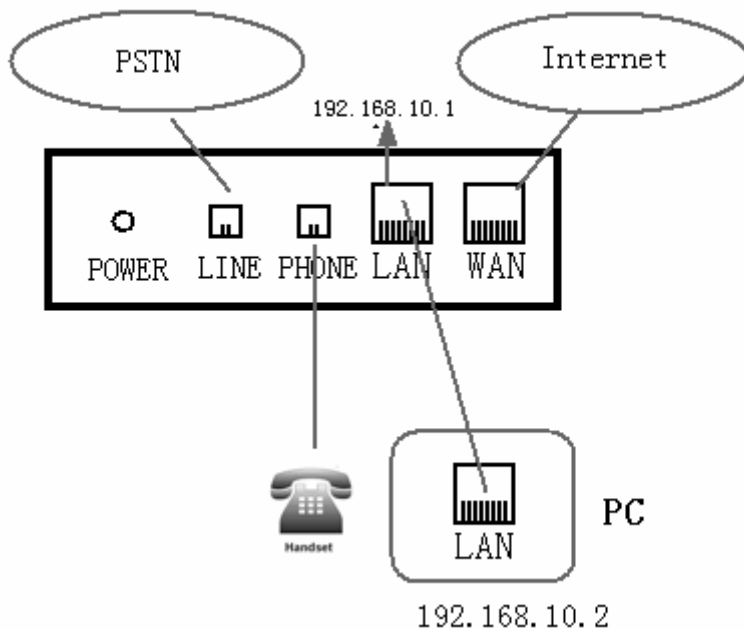 PSTN
Internet
192.168.10.1
POWER LINE PHONE LAN WAN
Handset
LAN
PC
192.168.10.2